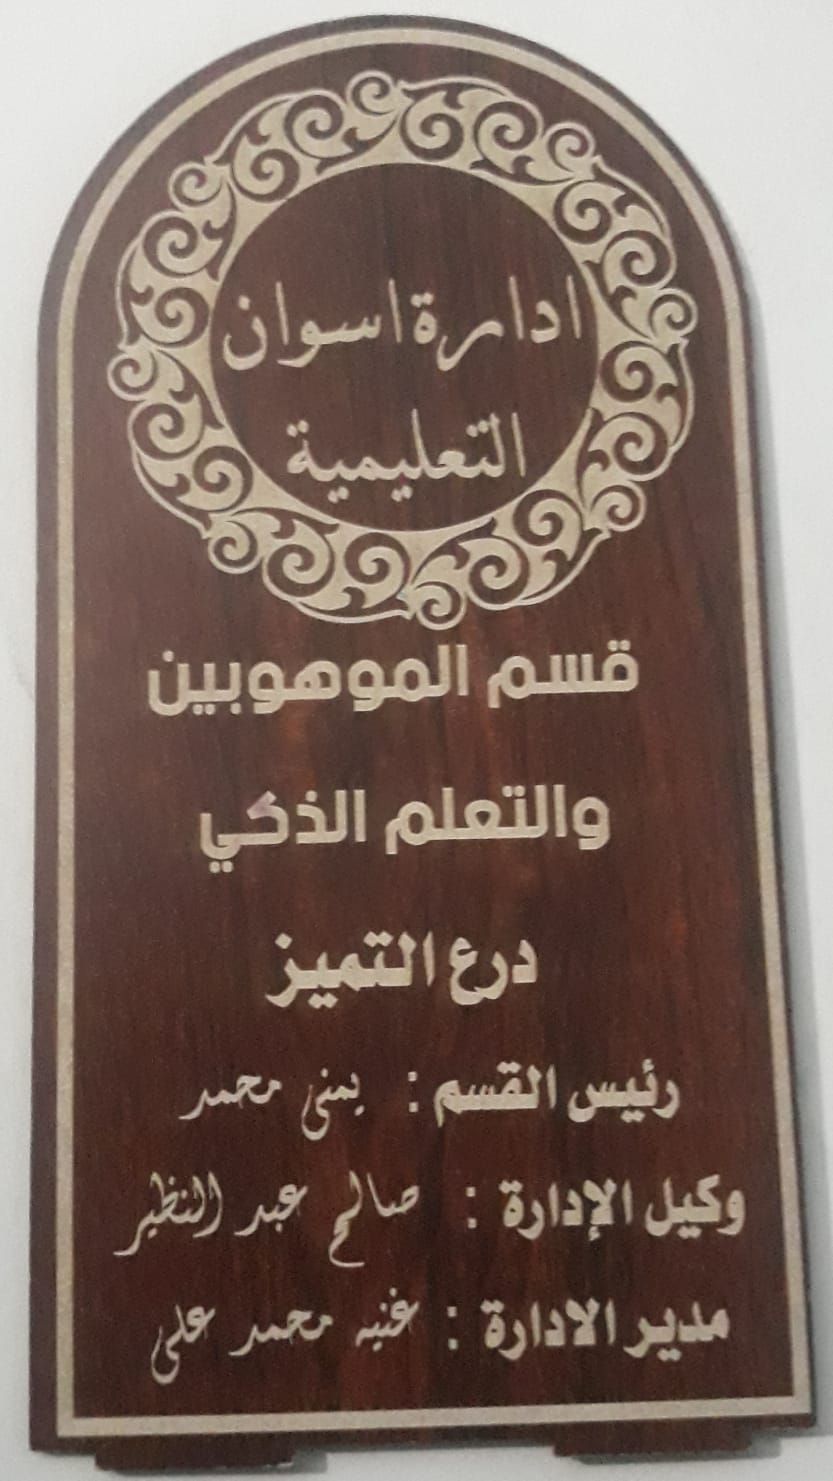 ادارة اسوان
التعليمية
قسم الموهوبين
والتعلم الذكي
درع التميز
رئيس القسم : يمنى محمد
وكيل الإدارة : صالح عبد النظير
مدير الادارة : غنيه محمد على